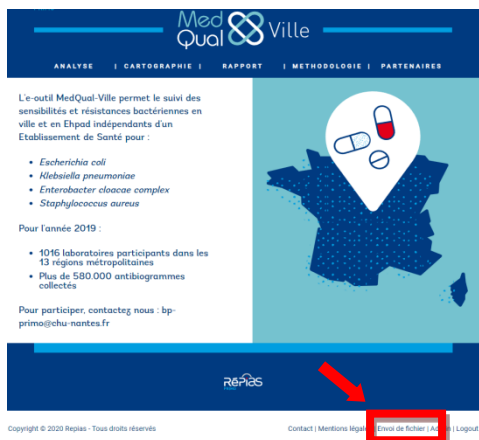 Med
Qual Ville
ANALYSE | CARTOGRAPHIE | RAPPORT | METHODOLOGIE | PARTENAIRES
L'e-outil MedQual-Ville permet le suivi des
sensibilités et résistances bactériennes en
ville et en Ehpad indépendants d'un
Etablissement de Santé pour :
• Escherichia coli
• Klebsiella pneumoniae
• Enterobacter cloacae complex
• Staphylococcus aureus
Pour l'année 2019 :
• 1016 laboratoires participants dans les
13 régions métropolitaines
• Plus de 580.000 antibiogrammes
collectés
Pour participer, contactez nous : bp-
primo@chu-nantes.fr
RéPias
Copyright © 2020 Repias - Tous droits réservés
Contact | Mentions légales | Envoi de fichier | | Logout